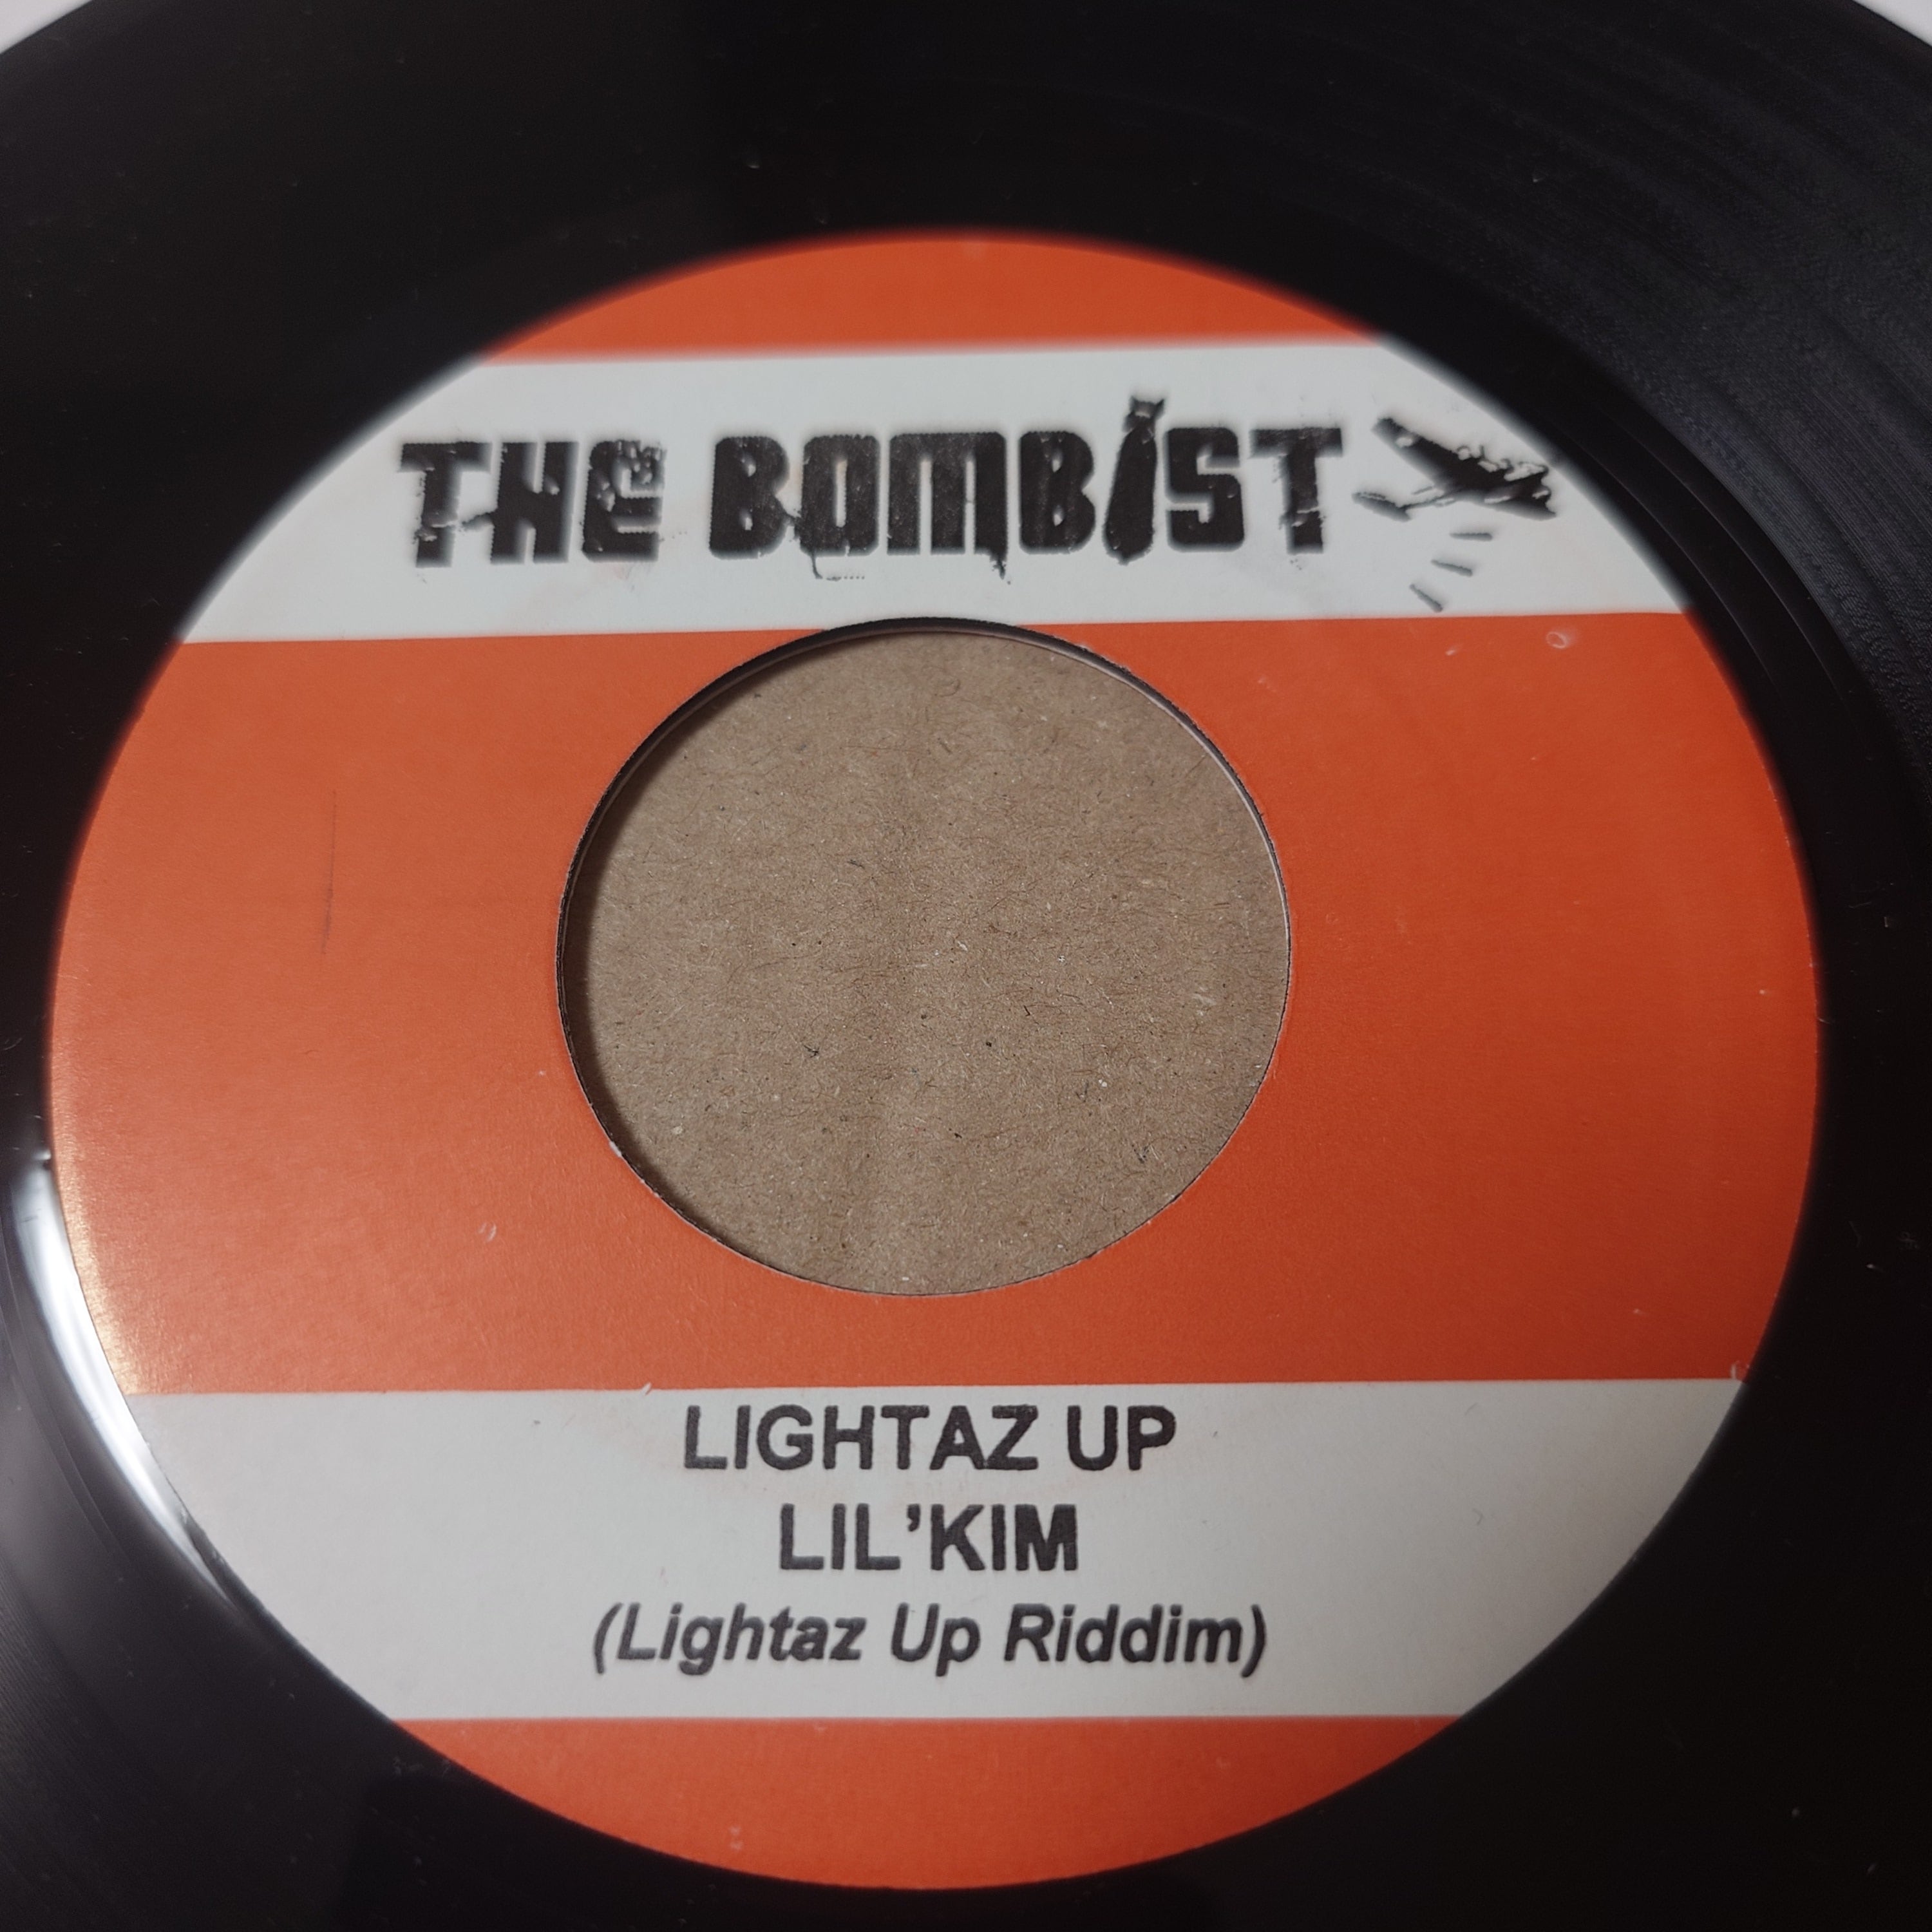 THE BOMBIST
LIGHTAZ UP
LIL’KIM
(Lightaz Up Riddim)